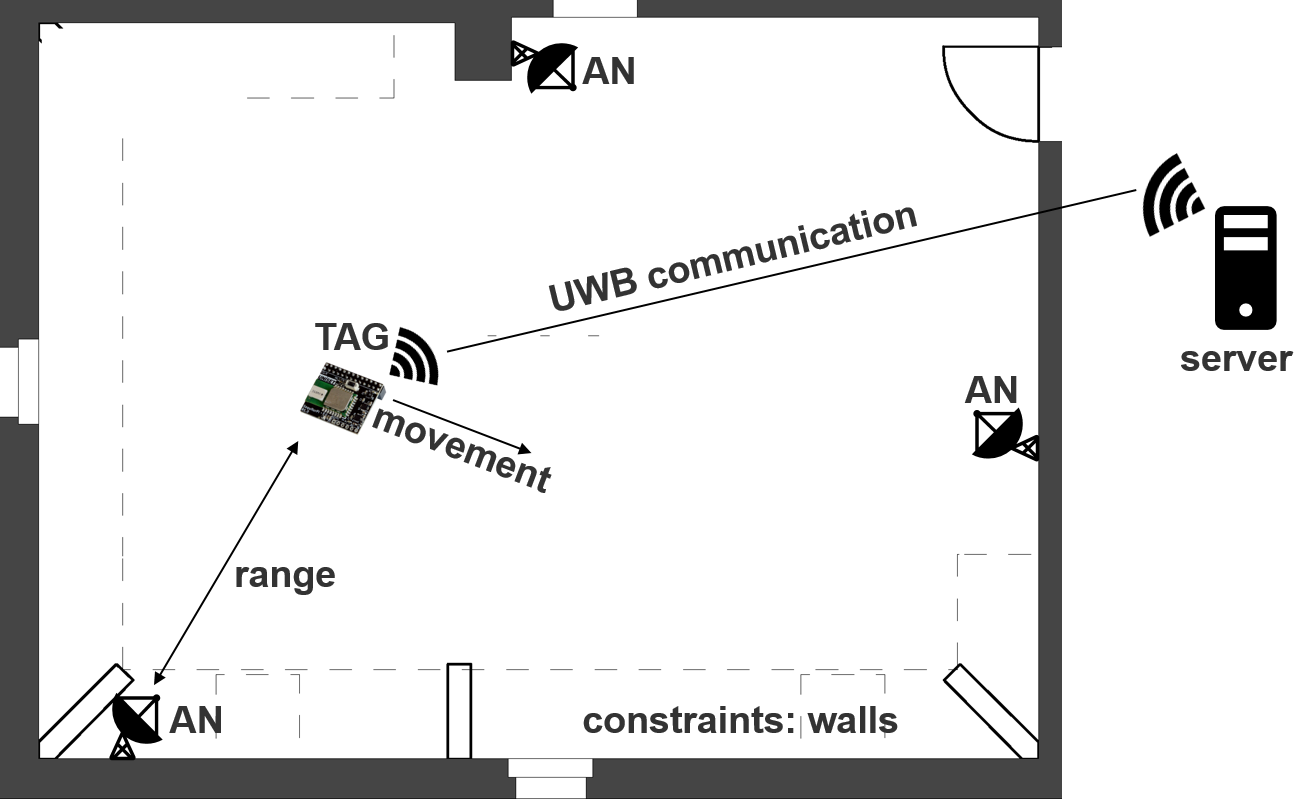 AN
UWB communication
TAG
server
AN
movement
range
AN
constraints: walls